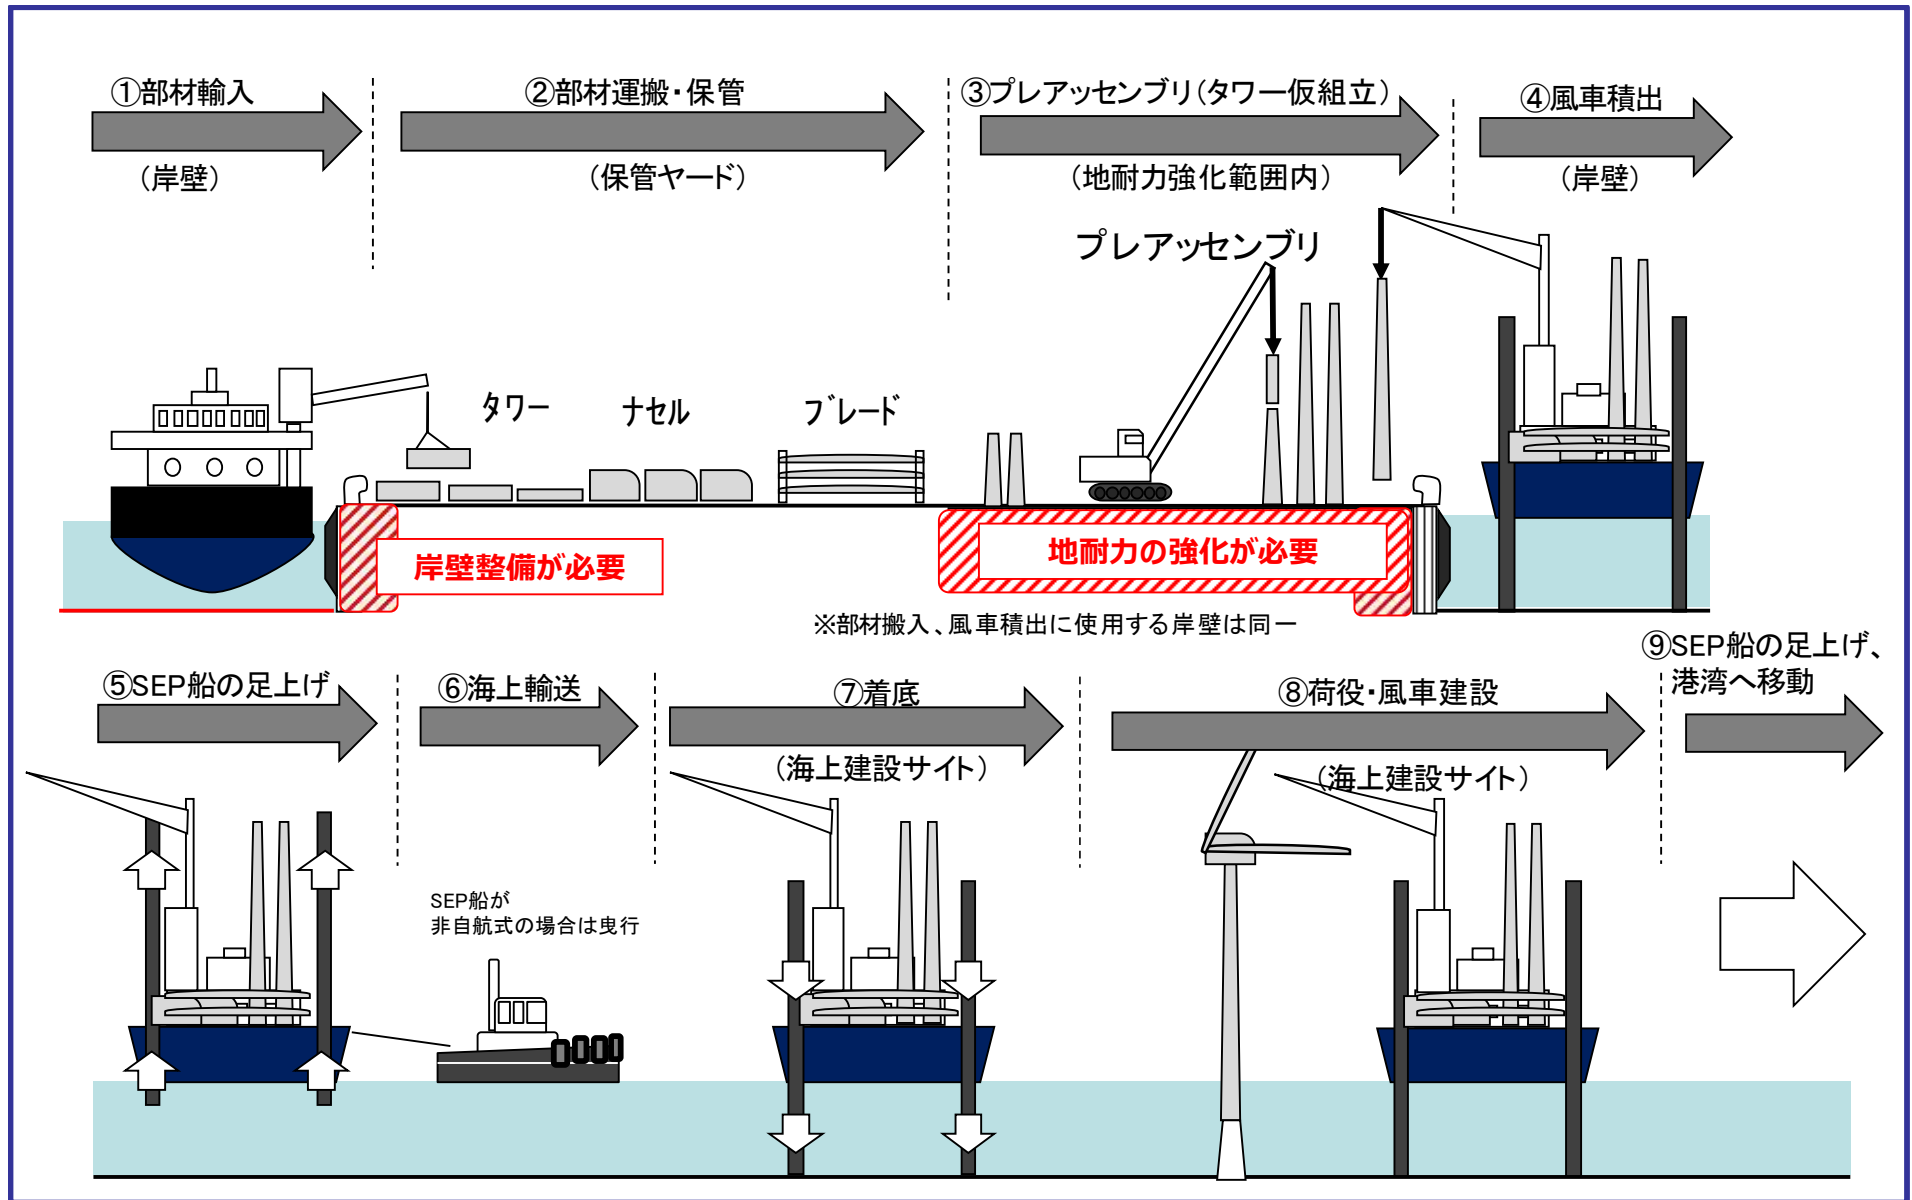 ①部材輸入
②部材運搬・保管
③プレアッセンブリ（タワー仮組立）
④風車積出
（岸壁）
（保管ヤード）
（地耐力強化範囲内）
（岸壁）
プレアッセンブリ
タワー
ナセル
ブレード
岸壁整備が必要
地耐力の強化が必要
※部材搬入、風車積出に使用する岸壁は同一
⑤SEP船の足上げ
⑥海上輸送
⑦着底
⑧荷役・風車建設
⑨SEP船の足上げ、
港湾へ移動
（海上建設サイト）
（海上建設サイト）
SEP船が
非自航式の場合は曳行